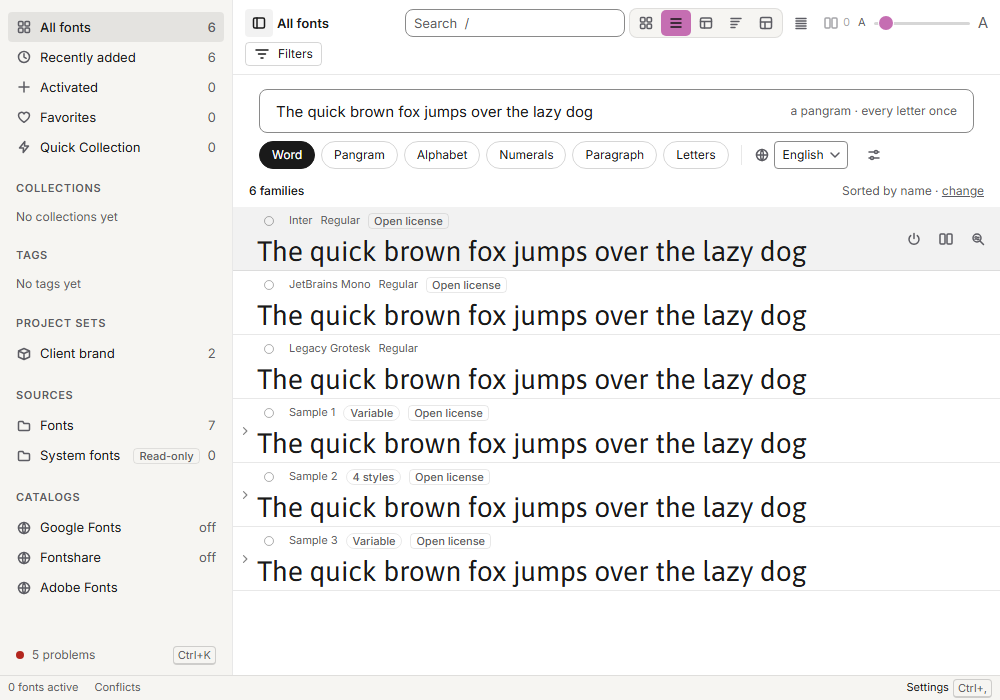 All fonts 6
Recently added 6
Activated 0
Favorites 0
Quick Collection 0
COLLECTIONS
No collections yet
TAGS
No tags yet
PROJECT SETS
Client brand 2
SOURCES
Fonts 7
System fonts Read-only 0
CATALOGS
Google Fonts off
Fontshare off
Adobe Fonts
5 problems Ctrl+K
All fonts Search / 0 A A
Filters
The quick brown fox jumps over the lazy dog a pangram · every letter once
Word Pangram Alphabet Numerals Paragraph Letters English
6 families Sorted by name · change
Inter Regular Open license
The quick brown fox jumps over the lazy dog
JetBrains Mono Regular Open license
The quick brown fox jumps over the lazy dog
Legacy Grotesk Regular
The quick brown fox jumps over the lazy dog
Sample 1 Variable Open license
The quick brown fox jumps over the lazy dog
Sample 2 4 styles Open license
The quick brown fox jumps over the lazy dog
Sample 3 Variable Open license
The quick brown fox jumps over the lazy dog
0 fonts active Conflicts Settings Ctrl+,